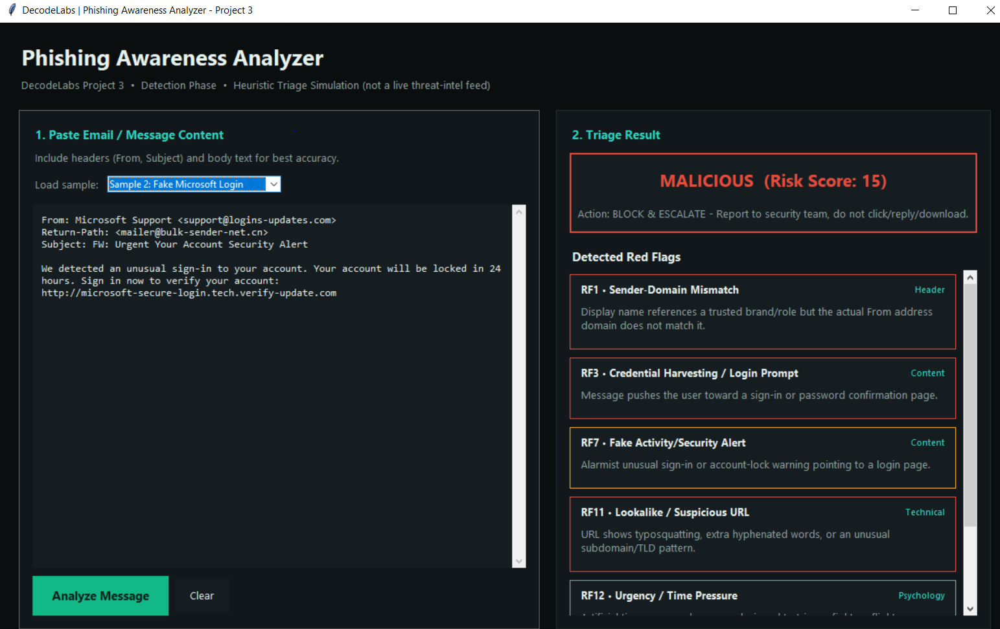 DecodeLabs | Phishing Awareness Analyzer - Project 3
Phishing Awareness Analyzer
DecodeLabs Project 3 • Detection Phase • Heuristic Triage Simulation (not a live threat-intel feed)
1. Paste Email / Message Content
Include headers (From, Subject) and body text for best accuracy.
Load sample: Sample 2: Fake Microsoft Login
From: Microsoft Support <support@logins-updates.com>
Return-Path: <mailer@bulk-sender-net.cn>
Subject: FW: Urgent Your Account Security Alert
We detected an unusual sign-in to your account. Your account will be locked in 24
hours. Sign in now to verify your account:
http://microsoft-secure-login.tech.verify-update.com
Analyze Message
Clear
2. Triage Result
MALICIOUS (Risk Score: 15)
Action: BLOCK & ESCALATE - Report to security team, do not click/reply/download.
Detected Red Flags
RF1 • Sender-Domain Mismatch Header
Display name references a trusted brand/role but the actual From address
domain does not match it.
RF3 • Credential Harvesting / Login Prompt Content
Message pushes the user toward a sign-in or password confirmation page.
RF7 • Fake Activity/Security Alert Content
Alarmist unusual sign-in or account-lock warning pointing to a login page.
RF11 • Lookalike / Suspicious URL Technical
URL shows typosquatting, extra hyphenated words, or an unusual
subdomain/TLD pattern.
RF12 • Urgency / Time Pressure Psychology